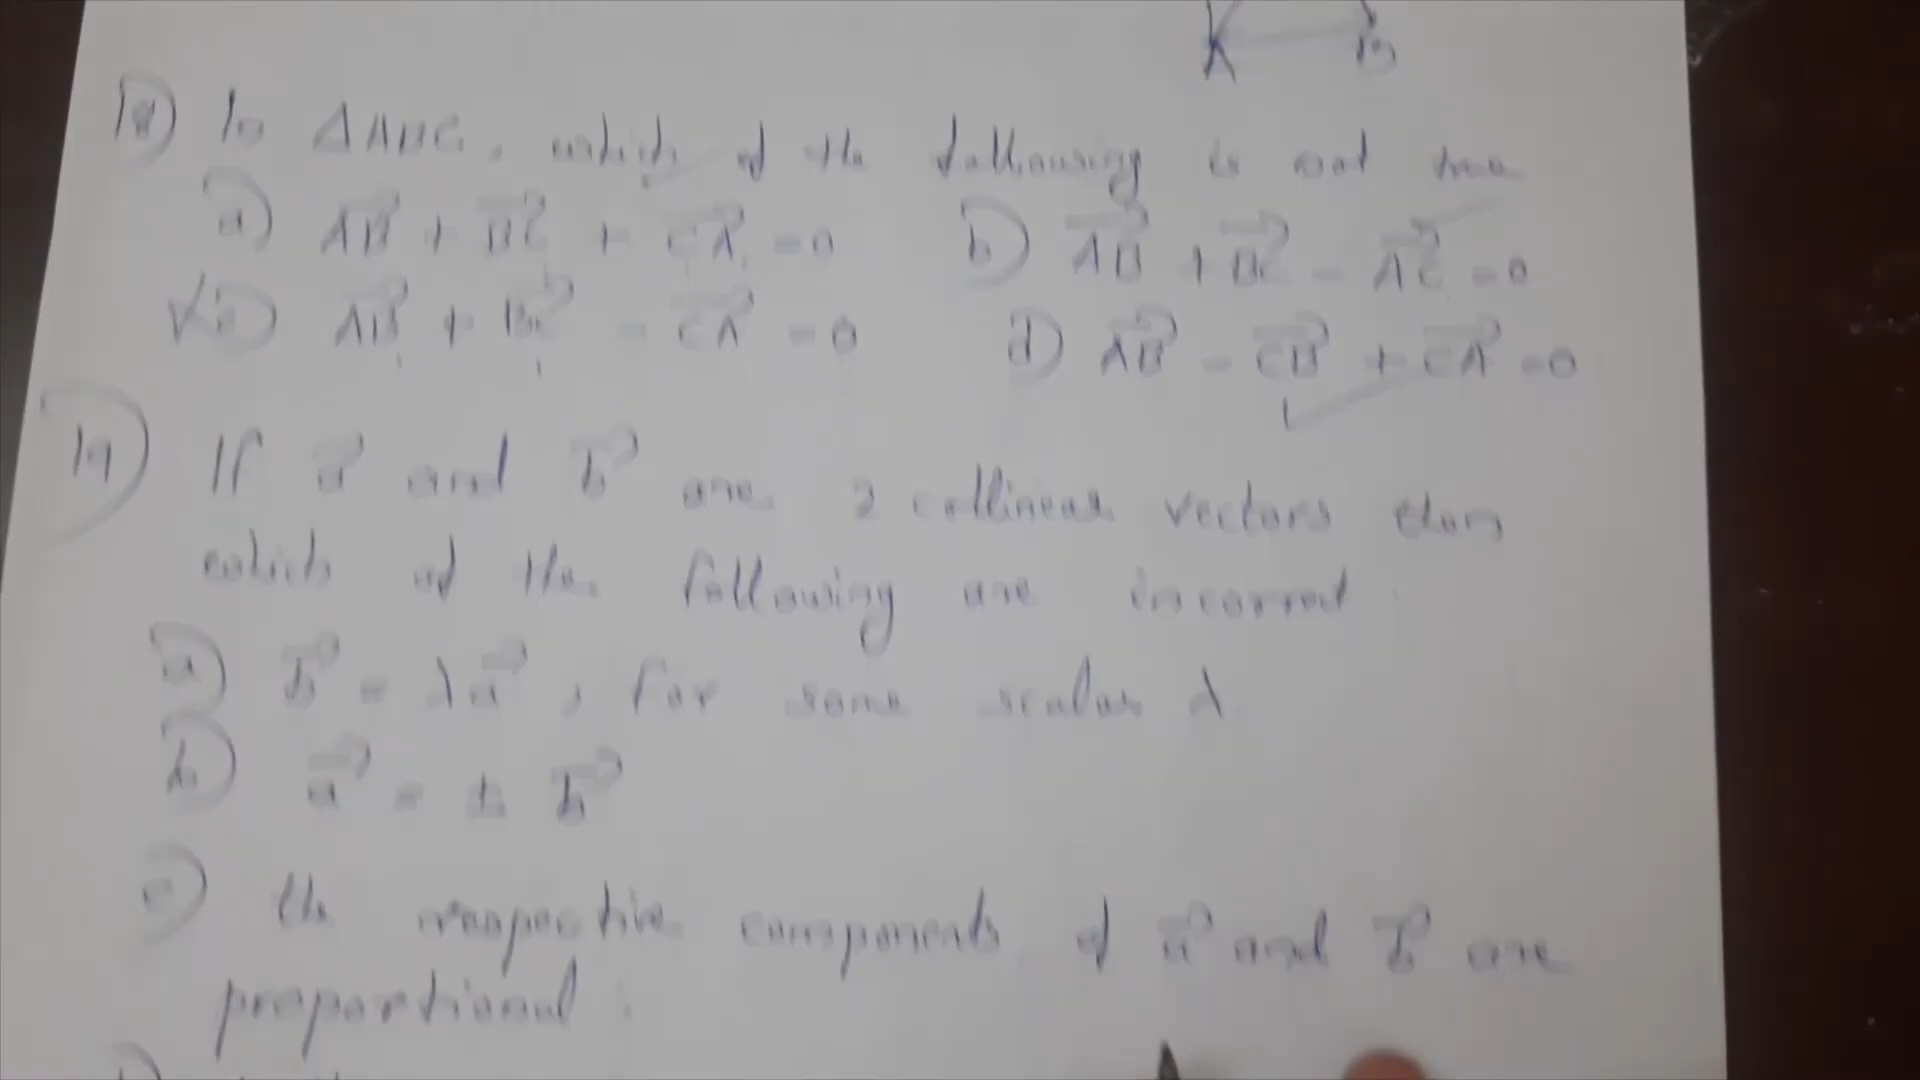 A B
18) In ΔABC, which of the following is not true
a) AB + BC + CA = 0 b) AB + BC - AC = 0
c) AB + BC - CA = 0 d) AB - CB + CA = 0
19) If a and b are 2 collinear vectors then
which of the following are incorrect
a) b = λa, for some scalar λ
b) a = ± b
c) the respective components of a and b are
proportional.